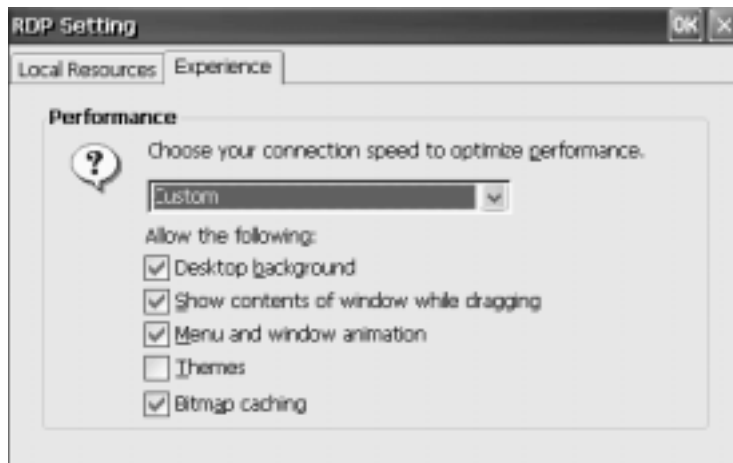 RDP Setting OK ×
Local Resources Experience
Performance
?
Choose your connection speed to optimize performance.
Custom
Allow the following:
Desktop background
Show contents of window while dragging
Menu and window animation
Themes
Bitmap caching